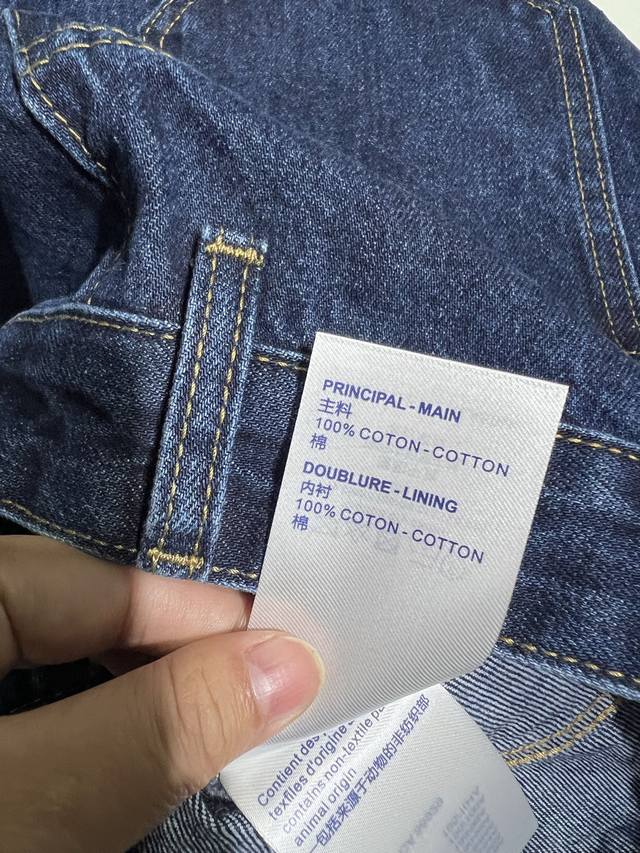 PRINCIPAL - MAIN
主料
100% COTON - COTTON
棉
DOUBLURE - LINING
内衬
100% COTON - COTTON
棉
Contient des
textiles d'origine
contains non-textile
animal origin
包括来源于动物的非纺织部